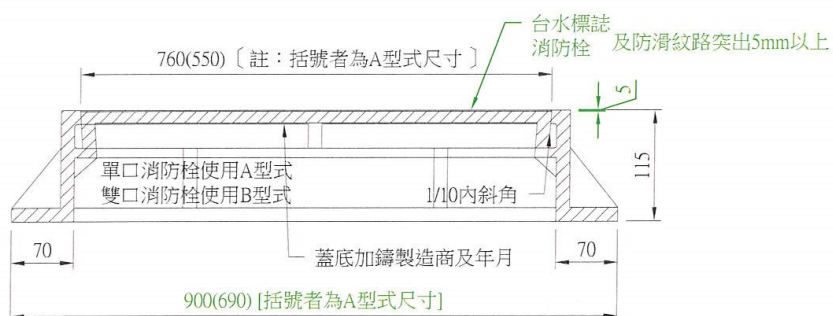 台水標誌
消防栓 及防滑紋路突出5mm以上
760(550)〔註：括號者為A型式尺寸〕
5
單口消防栓使用A型式
雙口消防栓使用B型式
1/10內斜角
115
70
蓋底加鑄製造商及年月
70
900(690) [括號者為A型式尺寸]